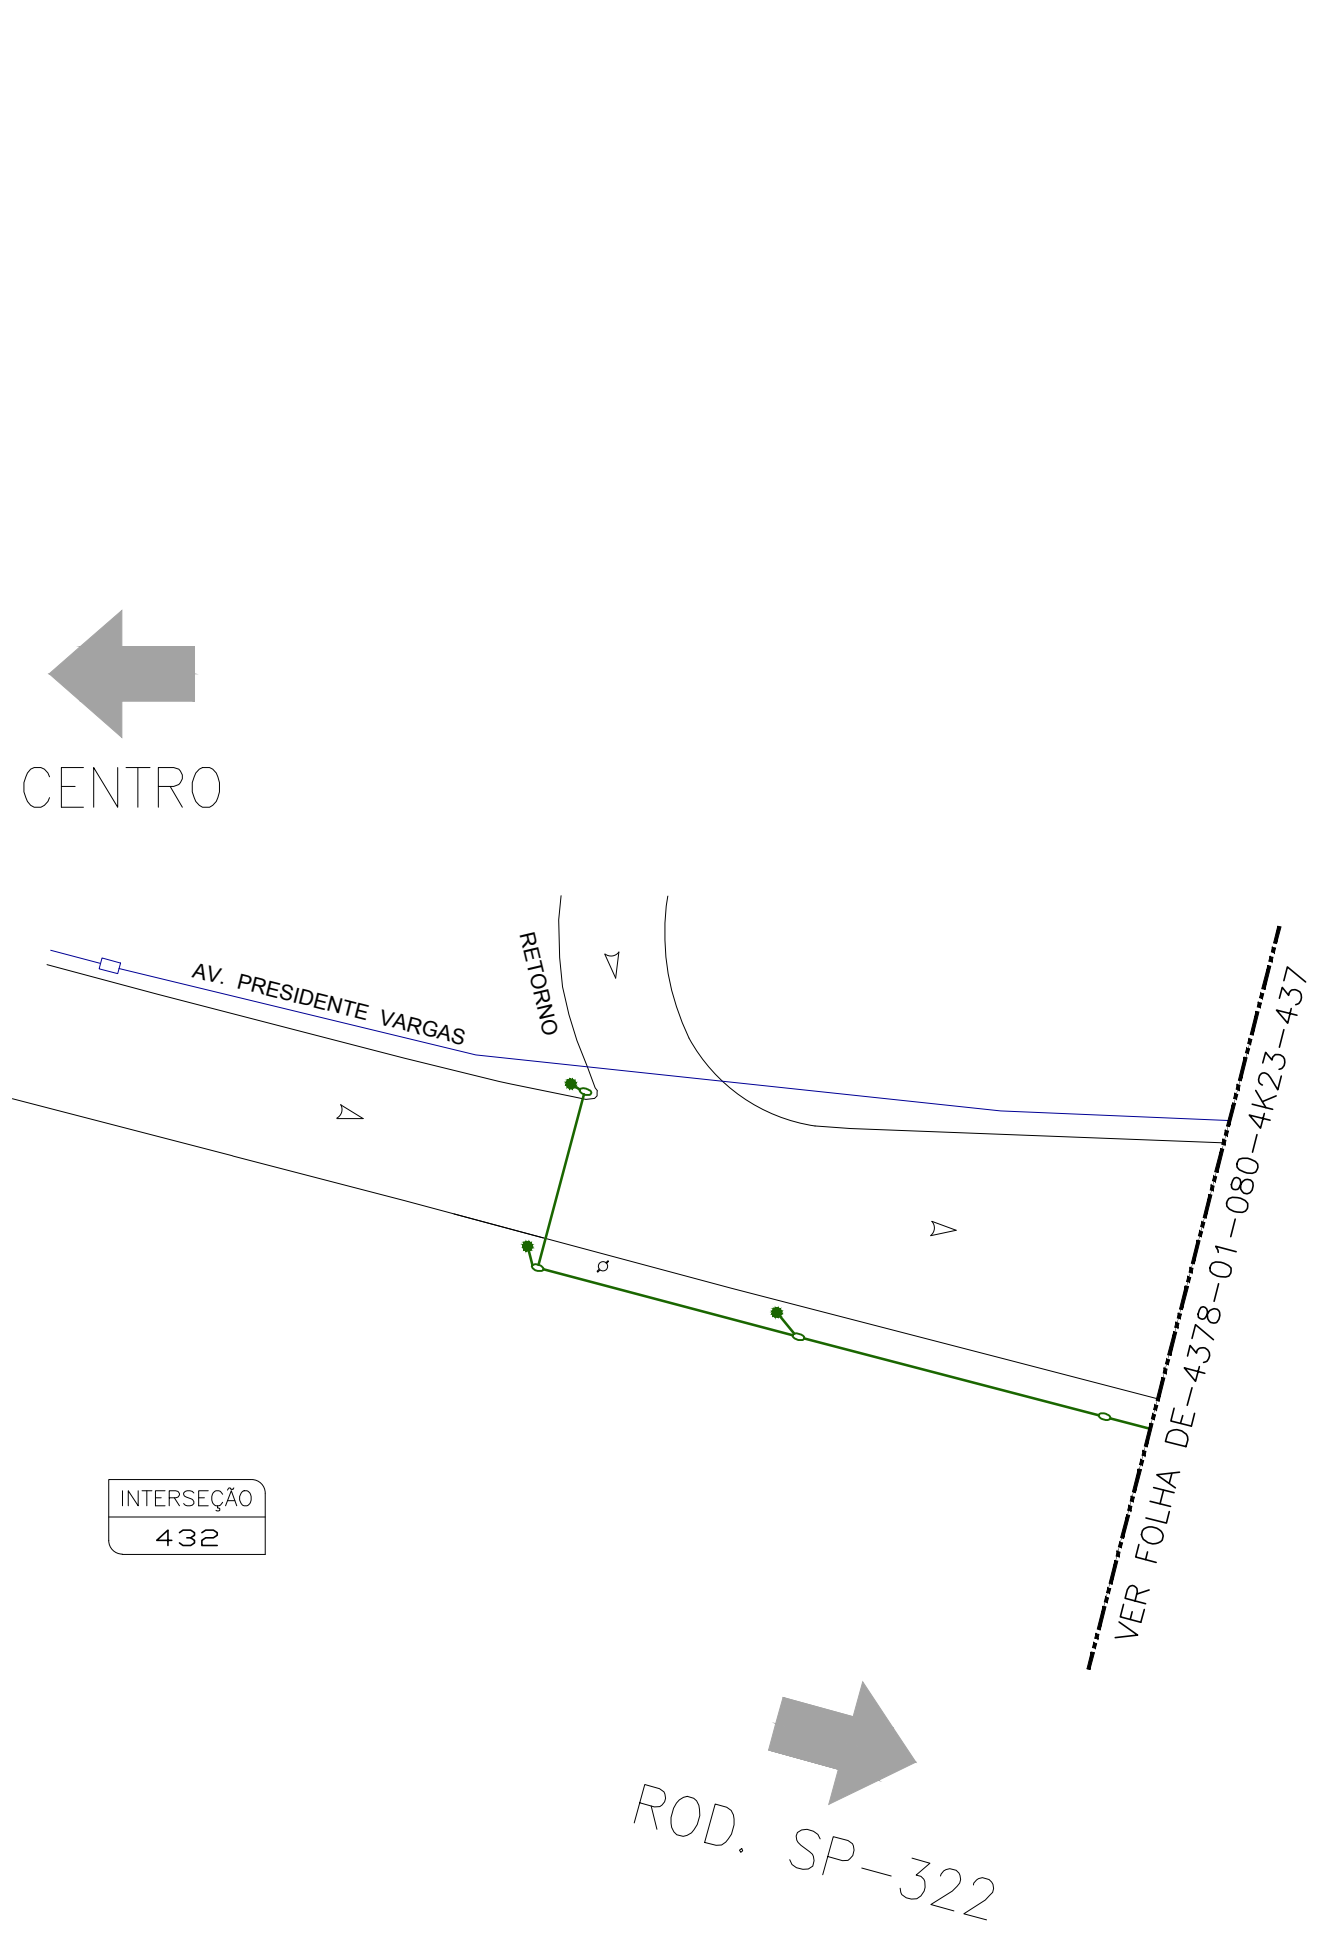 CENTRO
AV. PRESIDENTE VARGAS
RETORNO
VER FOLHA DE-4378-01-080-4K23-437
INTERSEÇÃO
432
ROD. SP-322